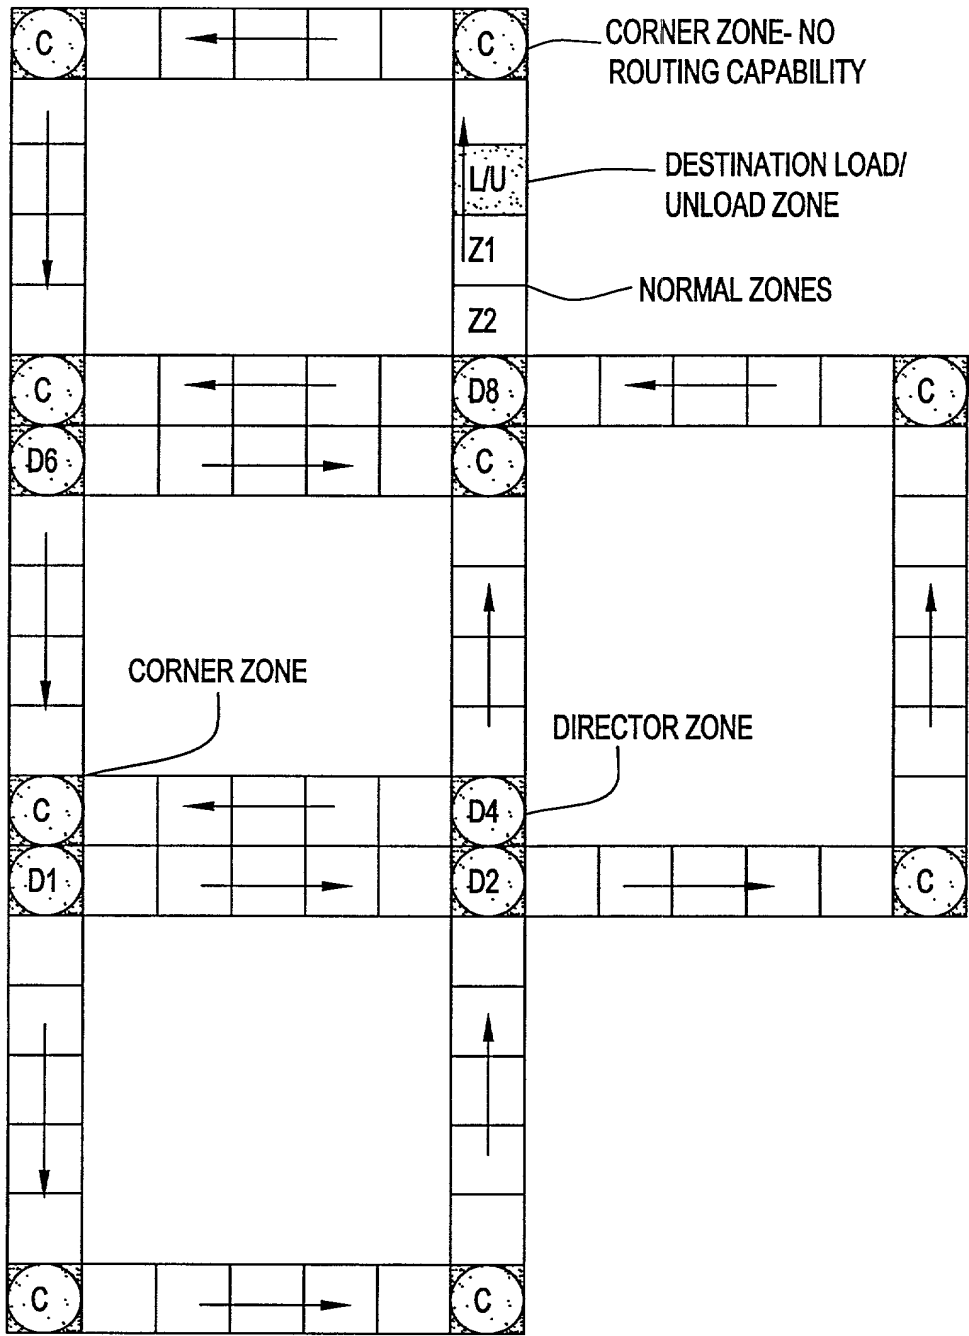 C
C
CORNER ZONE- NO
ROUTING CAPABILITY
L/U
DESTINATION LOAD/
UNLOAD ZONE
Z1
NORMAL ZONES
Z2
C
D8
C
D6
C
CORNER ZONE
DIRECTOR ZONE
C
D4
D1
D2
C
C
C